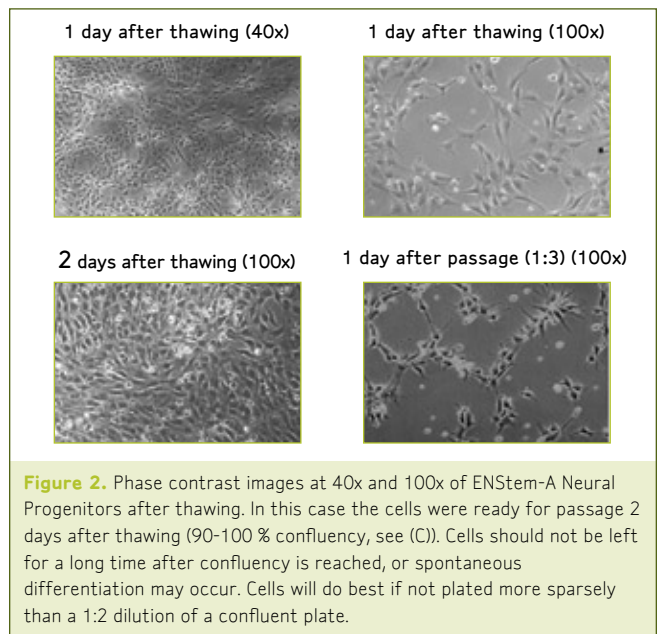 1 day after thawing (40x)
1 day after thawing (100x)
2 days after thawing (100x)
1 day after passage (1:3) (100x)
Figure 2. Phase contrast images at 40x and 100x of ENStem-A Neural
Progenitors after thawing. In this case the cells were ready for passage 2
days after thawing (90-100 % confluency, see (C)). Cells should not be left
for a long time after confluency is reached, or spontaneous
differentiation may occur. Cells will do best if not plated more sparsely
than a 1:2 dilution of a confluent plate.